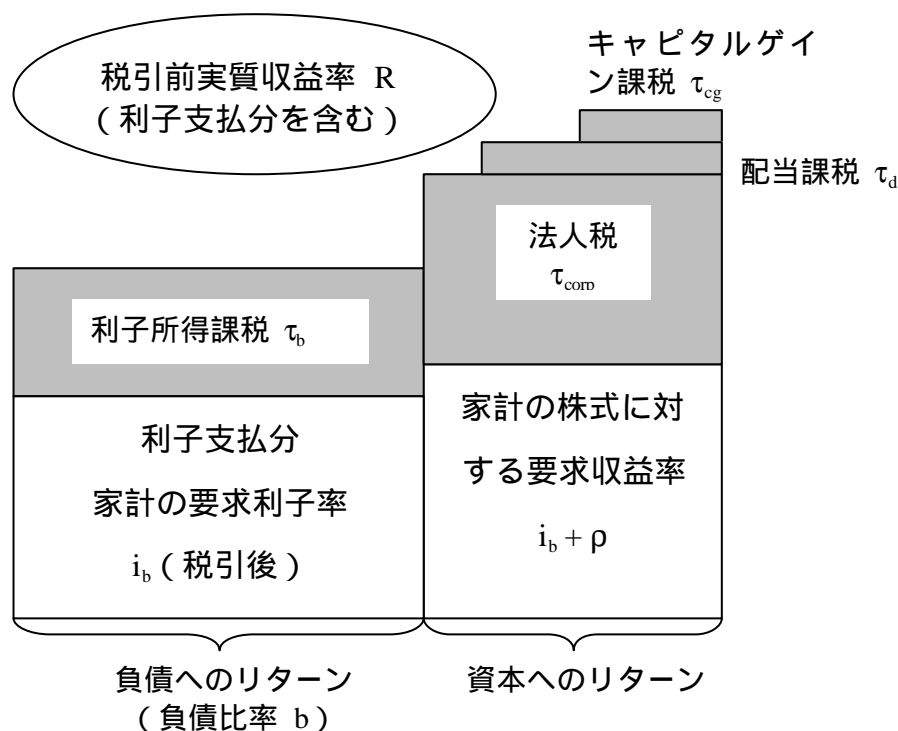 税引前実質収益率 R
（利子支払分を含む）
キャピタルゲイ
ン課税 τcg
配当課税 τd
法人税
τcorp
利子所得課税 τb
利子支払分
家計の要求利子率
ib（税引後）
家計の株式に対
する要求収益率
ib + ρ
負債へのリターン
（負債比率 b）
資本へのリターン